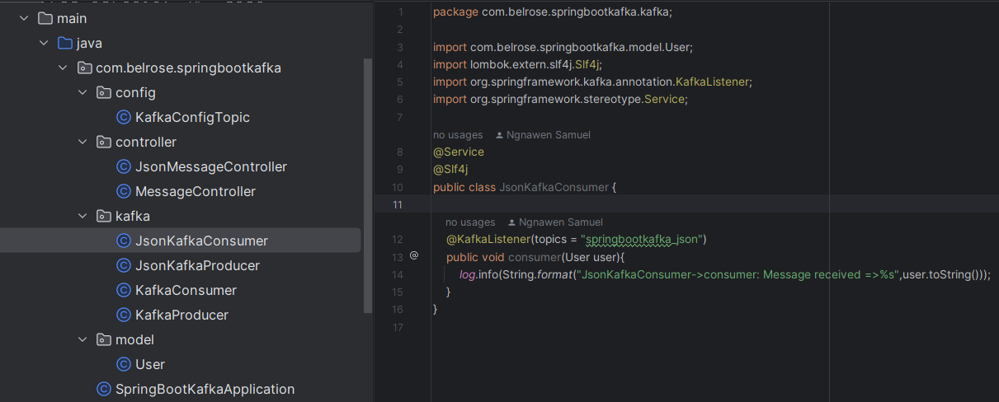 main
java
com.belrose.springbootkafka
config
KafkaConfigTopic
controller
JsonMessageController
MessageController
kafka
JsonKafkaConsumer
JsonKafkaProducer
KafkaConsumer
KafkaProducer
model
User
SpringBootKafkaApplication
1 package com.belrose.springbootkafka.kafka;
2
3 import com.belrose.springbootkafka.model.User;
4 import lombok.extern.slf4j.Slf4j;
5 import org.springframework.kafka.annotation.KafkaListener;
6 import org.springframework.stereotype.Service;
7
no usages Ngnawen Samuel
8 @Service
9 @Slf4j
10 public class JsonKafkaConsumer {
11
no usages Ngnawen Samuel
12 @KafkaListener(topics = "springbootkafka_json")
13 @ public void consumer(User user){
14 log.info(String.format("JsonKafkaConsumer->consumer: Message received =>%s",user.toString()));
15 }
16 }
17